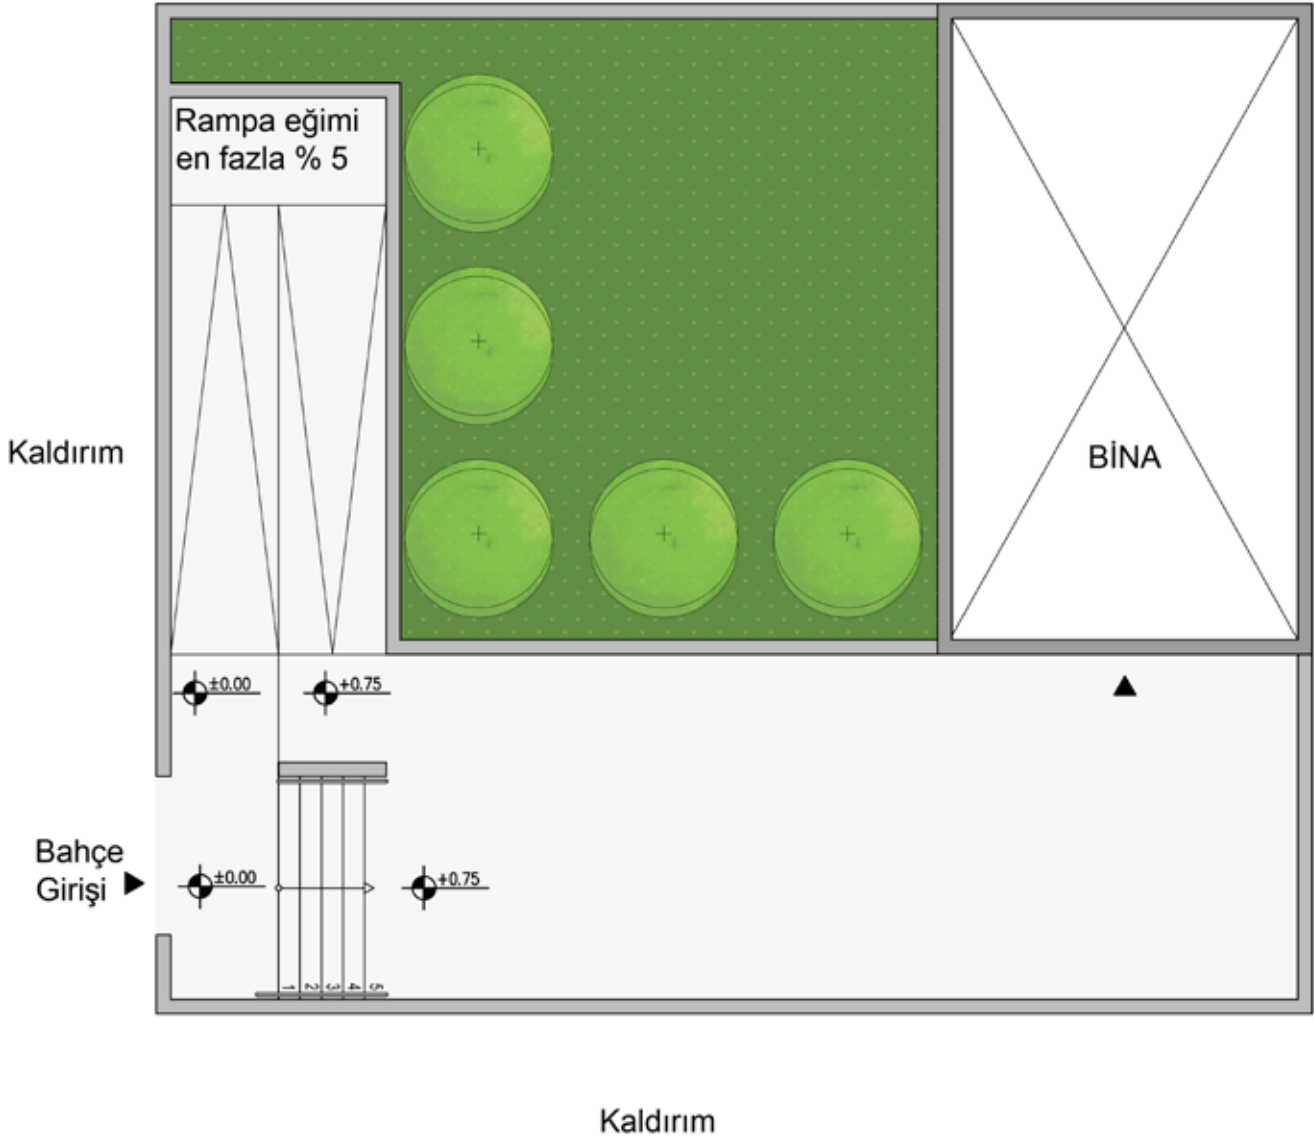 Rampa eğimi
en fazla % 5
Kaldırım
BİNA
±0.00
+0.75
Bahçe
Girişi
±0.00
+0.75
1 2 3 4 5
Kaldırım